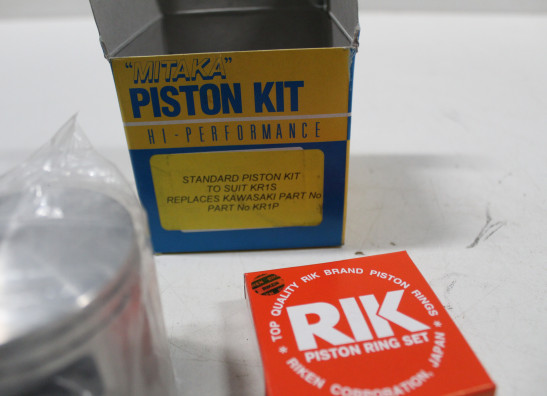 "MITAKA"
PISTON KIT
HI-PERFORMANCE
STANDARD PISTON KIT
TO SUIT KR1S
REPLACES KAWASAKI PART No
PART No KR1P
TOP QUALITY RIK BRAND PISTON RINGS
RIK
PISTON RING SET
RIKEN CORPORATION, JAPAN